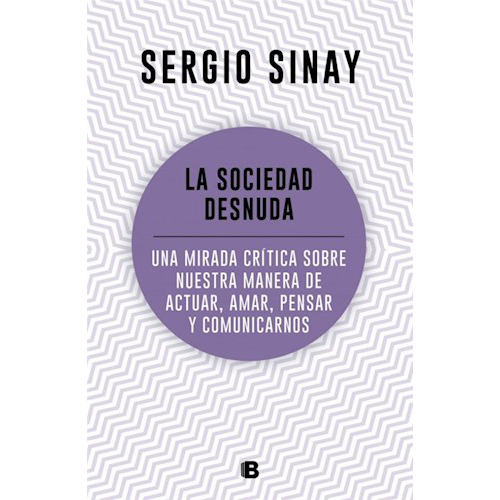 SERGIO SINAY
LA SOCIEDAD
DESNUDA
UNA MIRADA CRÍTICA SOBRE
NUESTRA MANERA DE
ACTUAR, AMAR, PENSAR
Y COMUNICARNOS
B